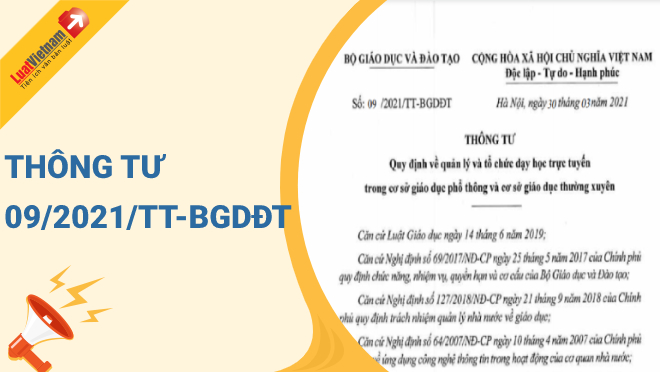 LuatVietnam
Tiện ích văn bản luật
THÔNG TƯ
09/2021/TT-BGDĐT
BỘ GIÁO DỤC VÀ ĐÀO TẠO
CỘNG HÒA XÃ HỘI CHỦ NGHĨA VIỆT NAM
Độc lập - Tự do - Hạnh phúc
Số: 09 /2021/TT-BGDĐT
Hà Nội, ngày 30 tháng 03 năm 2021
THÔNG TƯ
Quy định về quản lý và tổ chức dạy học trực tuyến
trong cơ sở giáo dục phổ thông và cơ sở giáo dục thường xuyên
Căn cứ Luật Giáo dục ngày 14 tháng 6 năm 2019;
Căn cứ Nghị định số 69/2017/NĐ-CP ngày 25 tháng 5 năm 2017 của Chính phủ
quy định chức năng, nhiệm vụ, quyền hạn và cơ cấu của Bộ Giáo dục và Đào tạo;
Căn cứ Nghị định số 127/2018/NĐ-CP ngày 21 tháng 9 năm 2018 của Chính
phủ quy định trách nhiệm quản lý nhà nước về giáo dục;
Căn cứ Nghị định số 64/2007/NĐ-CP ngày 10 tháng 4 năm 2007 của Chính phủ
về ứng dụng công nghệ thông tin trong hoạt động của cơ quan nhà nước;